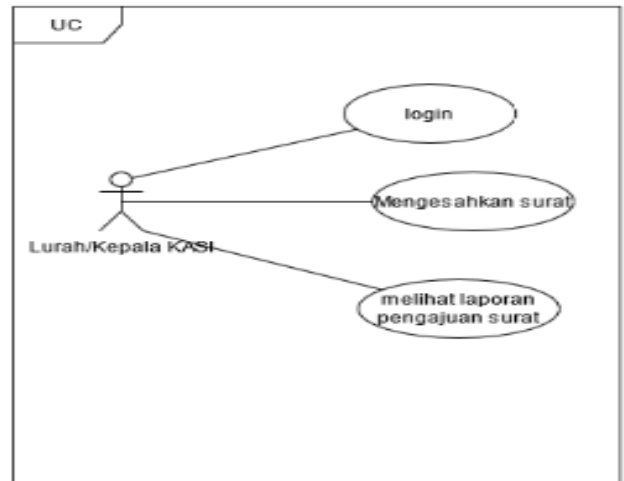 UC
login
Mengesahkan surat
Lurah/Kepala KASI
melihat laporan
pengajuan surat